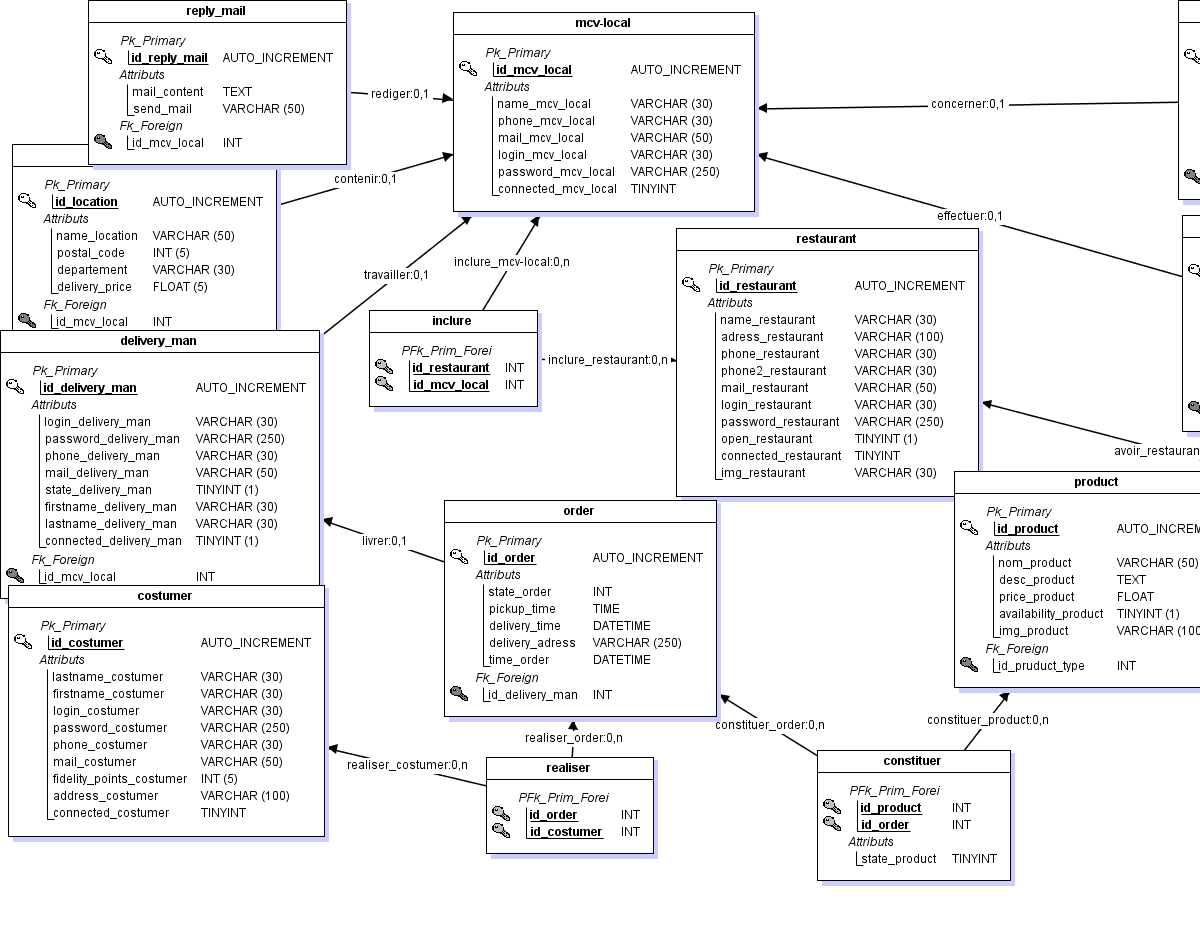 reply_mail
Pk_Primary
id_reply_mail AUTO_INCREMENT
Attributs
mail_content TEXT
send_mail VARCHAR (50)
Fk_Foreign
id_mcv_local INT
rediger:0,1
mcv-local
Pk_Primary
id_mcv_local AUTO_INCREMENT
Attributs
name_mcv_local VARCHAR (30)
phone_mcv_local VARCHAR (30)
mail_mcv_local VARCHAR (50)
login_mcv_local VARCHAR (30)
password_mcv_local VARCHAR (250)
connected_mcv_local TINYINT
concerner:0,1
Pk_Primary
id_location AUTO_INCREMENT
Attributs
name_location VARCHAR (50)
postal_code INT (5)
departement VARCHAR (30)
delivery_price FLOAT (5)
Fk_Foreign
id_mcv_local INT
contenir:0,1
effectuer:0,1
travailler:0,1
inclure_mcv-local:0,n
inclure
PFk_Prim_Forei
id_restaurant INT
id_mcv_local INT
inclure_restaurant:0,n
restaurant
Pk_Primary
id_restaurant AUTO_INCREMENT
Attributs
name_restaurant VARCHAR (30)
adress_restaurant VARCHAR (100)
phone_restaurant VARCHAR (30)
phone2_restaurant VARCHAR (30)
mail_restaurant VARCHAR (50)
login_restaurant VARCHAR (30)
password_restaurant VARCHAR (250)
open_restaurant TINYINT (1)
connected_restaurant TINYINT
img_restaurant VARCHAR (30)
avoir_restauran
delivery_man
Pk_Primary
id_delivery_man AUTO_INCREMENT
Attributs
login_delivery_man VARCHAR (30)
password_delivery_man VARCHAR (250)
phone_delivery_man VARCHAR (30)
mail_delivery_man VARCHAR (50)
state_delivery_man TINYINT (1)
firstname_delivery_man VARCHAR (30)
lastname_delivery_man VARCHAR (30)
connected_delivery_man TINYINT (1)
Fk_Foreign
id_mcv_local INT
livrer:0,1
order
Pk_Primary
id_order AUTO_INCREMENT
Attributs
state_order INT
pickup_time TIME
delivery_time DATETIME
delivery_adress VARCHAR (250)
time_order DATETIME
Fk_Foreign
id_delivery_man INT
product
Pk_Primary
id_product AUTO_INCREM
Attributs
nom_product VARCHAR (50)
desc_product TEXT
price_product FLOAT
availability_product TINYINT (1)
img_product VARCHAR (100
Fk_Foreign
id_pruduct_type INT
costumer
Pk_Primary
id_costumer AUTO_INCREMENT
Attributs
lastname_costumer VARCHAR (30)
firstname_costumer VARCHAR (30)
login_costumer VARCHAR (30)
password_costumer VARCHAR (250)
phone_costumer VARCHAR (30)
mail_costumer VARCHAR (50)
fidelity_points_costumer INT (5)
address_costumer VARCHAR (100)
connected_costumer TINYINT
realiser_costumer:0,n
realiser_order:0,n
constituer_order:0,n
constituer_product:0,n
realiser
PFk_Prim_Forei
id_order INT
id_costumer INT
constituer
PFk_Prim_Forei
id_product INT
id_order INT
Attributs
state_product TINYINT